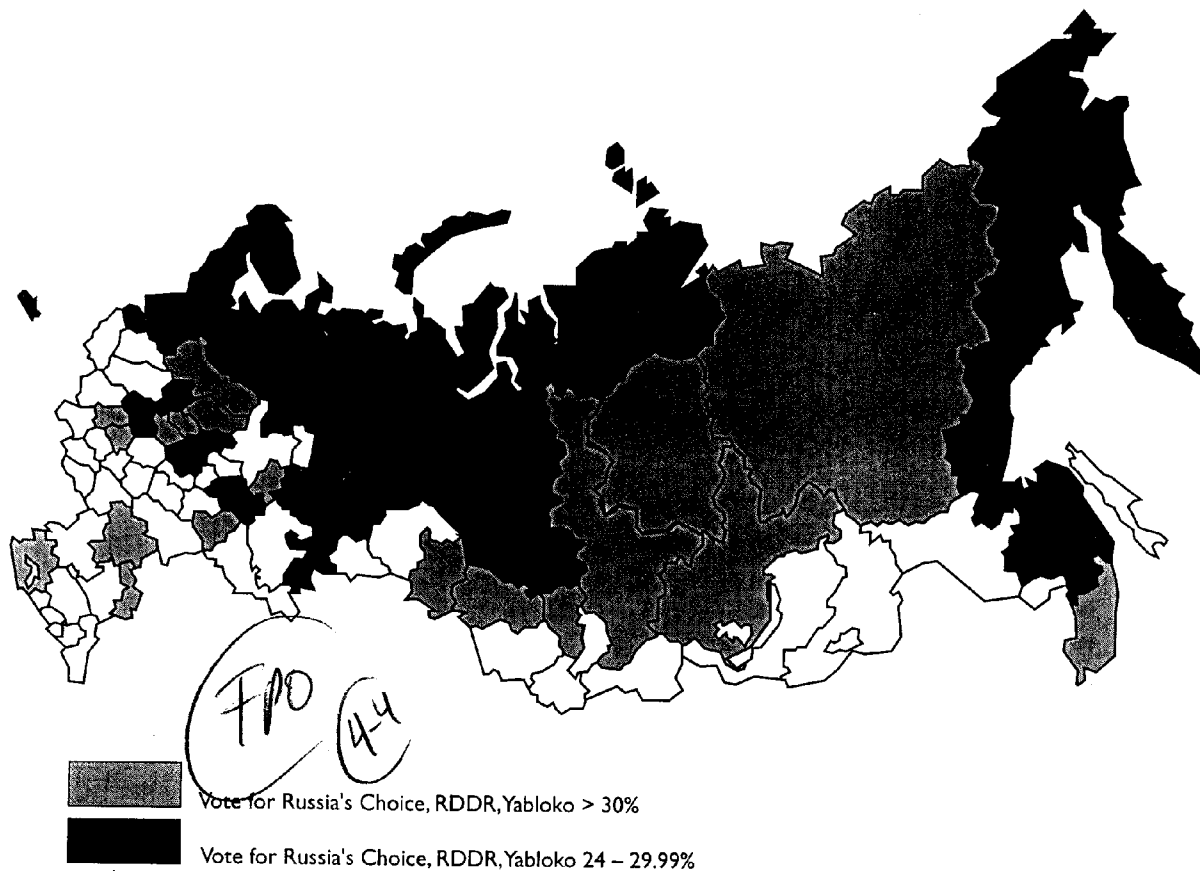 FPO
4-4
Vote for Russia's Choice, RDDR, Yabloko > 30%
Vote for Russia's Choice, RDDR, Yabloko 24 – 29.99%